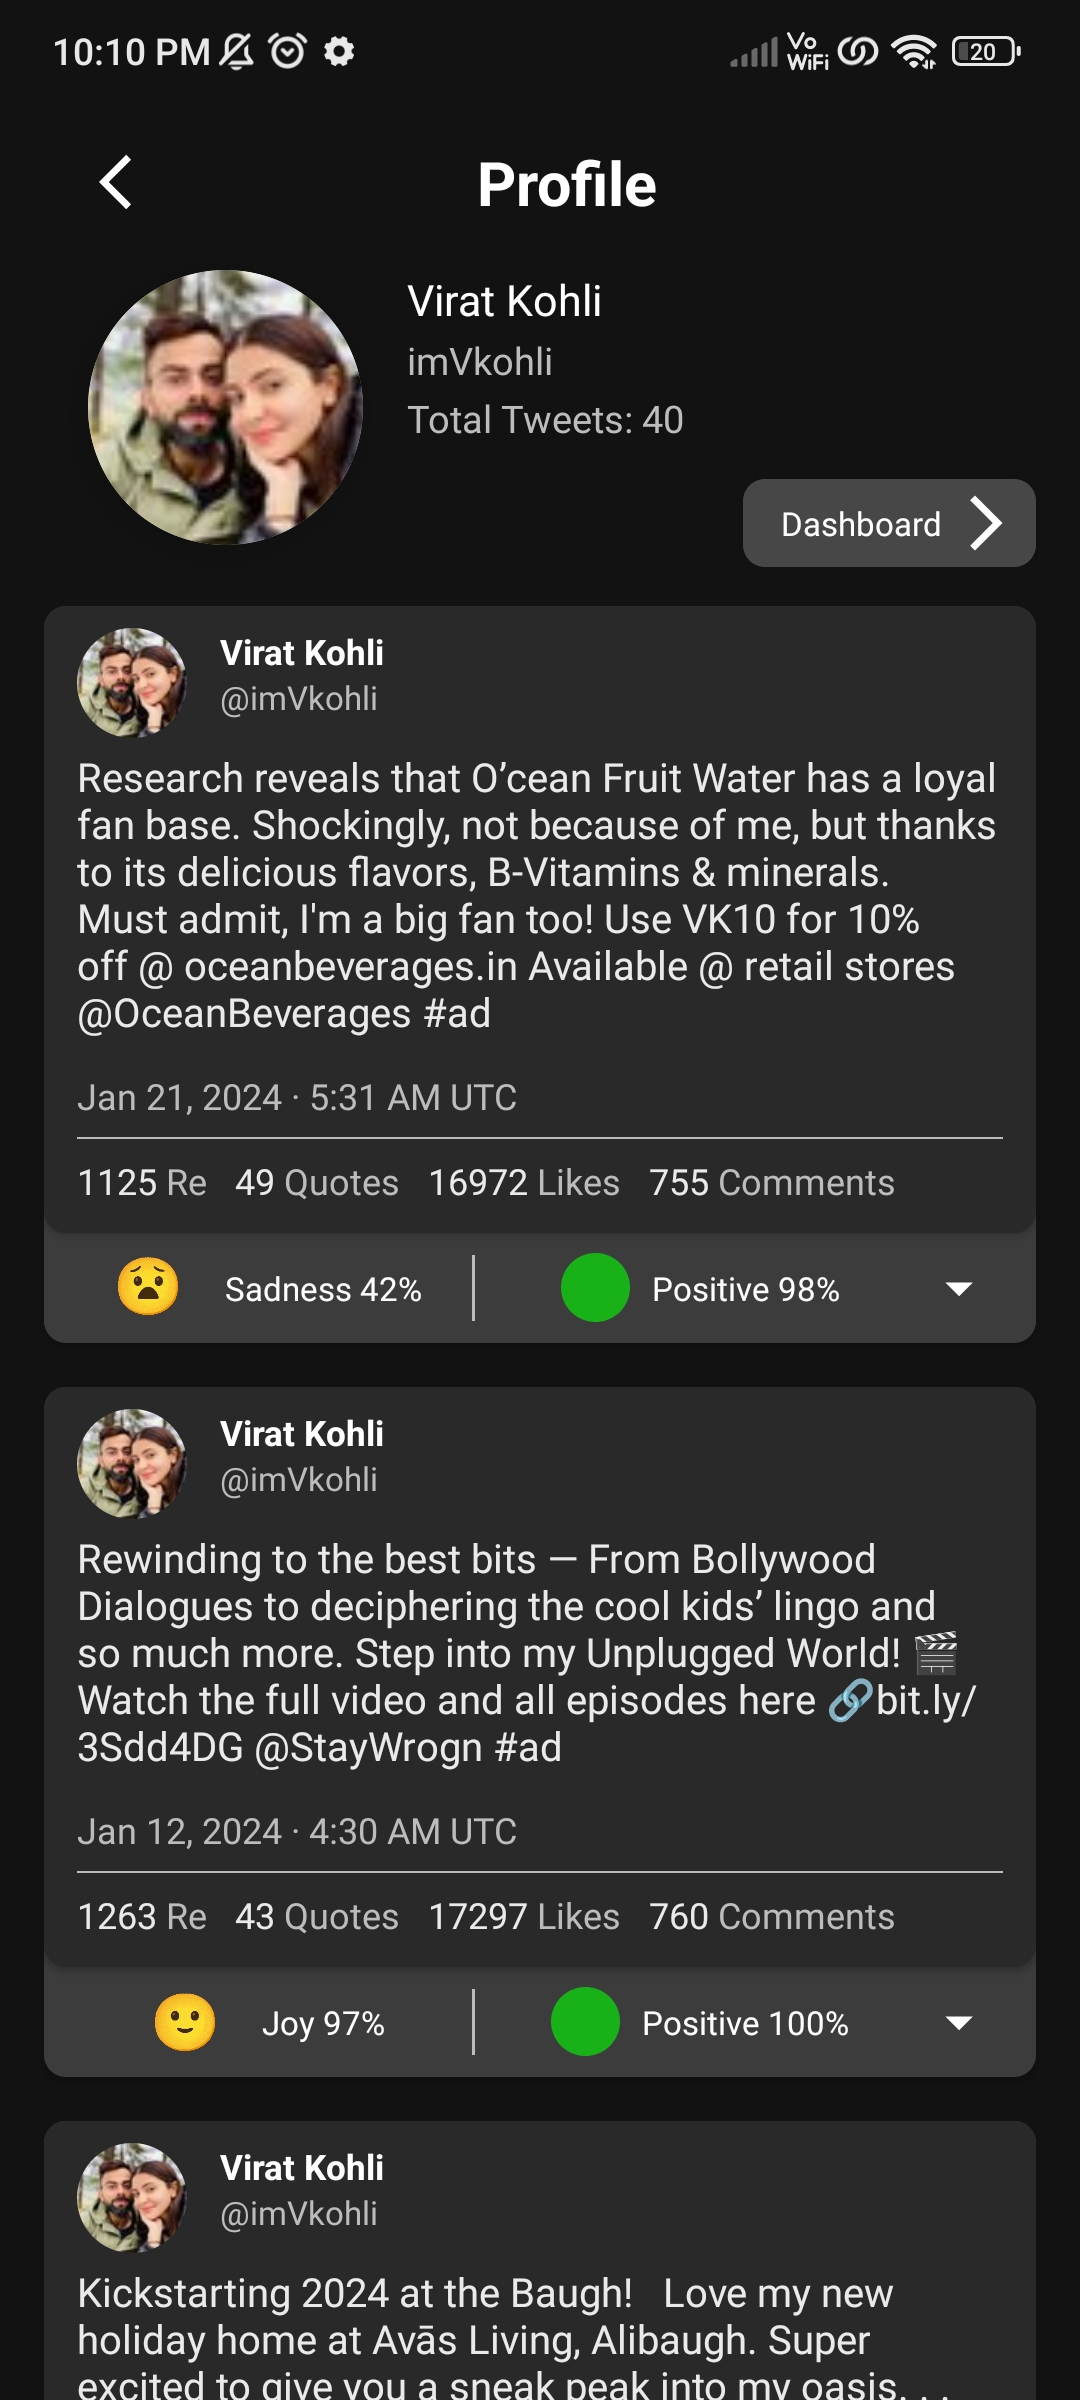 10:10 PM
Vo WiFi 20
Profile
Virat Kohli
imVkohli
Total Tweets: 40
Dashboard
Virat Kohli
@imVkohli
Research reveals that O’cean Fruit Water has a loyal
fan base. Shockingly, not because of me, but thanks
to its delicious flavors, B-Vitamins & minerals.
Must admit, I'm a big fan too! Use VK10 for 10%
off @ oceanbeverages.in Available @ retail stores
@OceanBeverages #ad
Jan 21, 2024 · 5:31 AM UTC
1125 Re 49 Quotes 16972 Likes 755 Comments
Sadness 42% Positive 98%
Virat Kohli
@imVkohli
Rewinding to the best bits — From Bollywood
Dialogues to deciphering the cool kids’ lingo and
so much more. Step into my Unplugged World! 🎬
Watch the full video and all episodes here 🔗bit.ly/
3Sdd4DG @StayWrogn #ad
Jan 12, 2024 · 4:30 AM UTC
1263 Re 43 Quotes 17297 Likes 760 Comments
Joy 97% Positive 100%
Virat Kohli
@imVkohli
Kickstarting 2024 at the Baugh! Love my new
holiday home at Avās Living, Alibaugh. Super
excited to give you a sneak peak into my oasis. . .